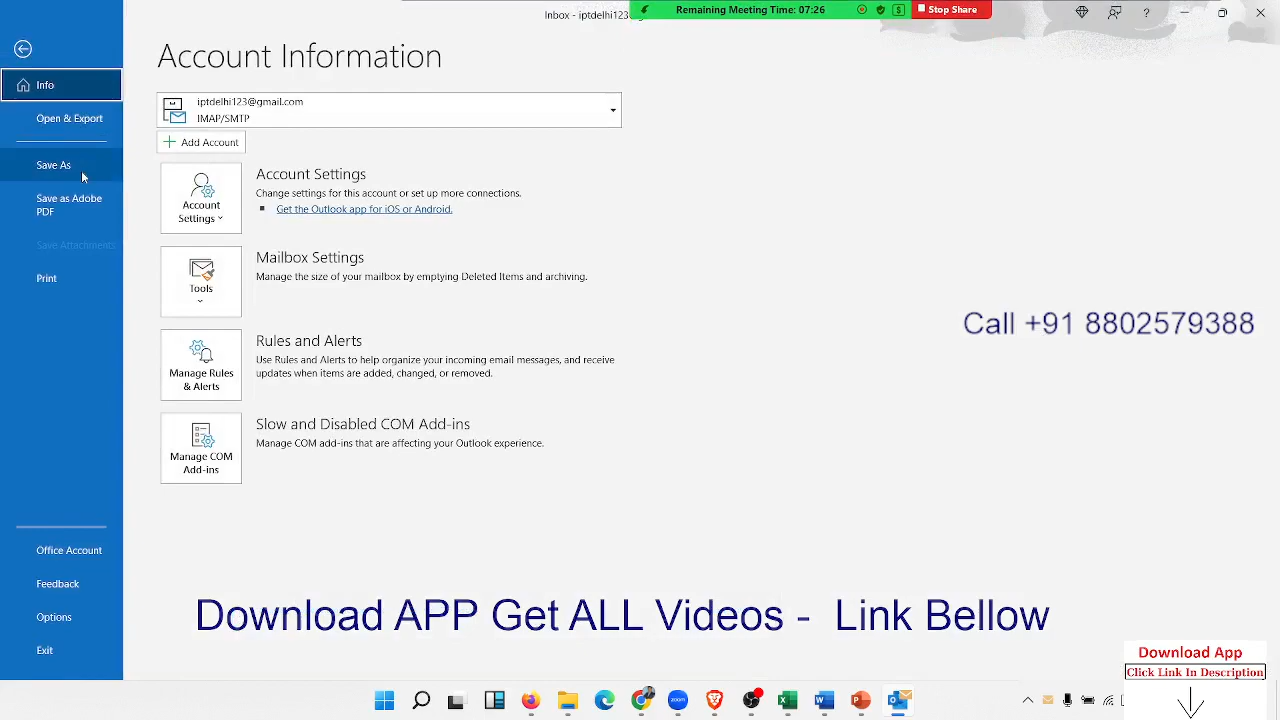 Inbox - iptdelhi123
Remaining Meeting Time: 07:26
Stop Share
?
Account Information
Info
Open & Export
Save As
Save as Adobe
PDF
Save Attachments
Print
Office Account
Feedback
Options
Exit
iptdelhi123@gmail.com
IMAP/SMTP
Add Account
Account
Settings
Account Settings
Change settings for this account or set up more connections.
Get the Outlook app for iOS or Android.
Tools
Mailbox Settings
Manage the size of your mailbox by emptying Deleted Items and archiving.
Manage Rules
& Alerts
Rules and Alerts
Use Rules and Alerts to help organize your incoming email messages, and receive
updates when items are added, changed, or removed.
Manage COM
Add-ins
Slow and Disabled COM Add-ins
Manage COM add-ins that are affecting your Outlook experience.
Call +91 8802579388
Download APP Get ALL Videos - Link Bellow
Download App
Click Link In Description
zoom